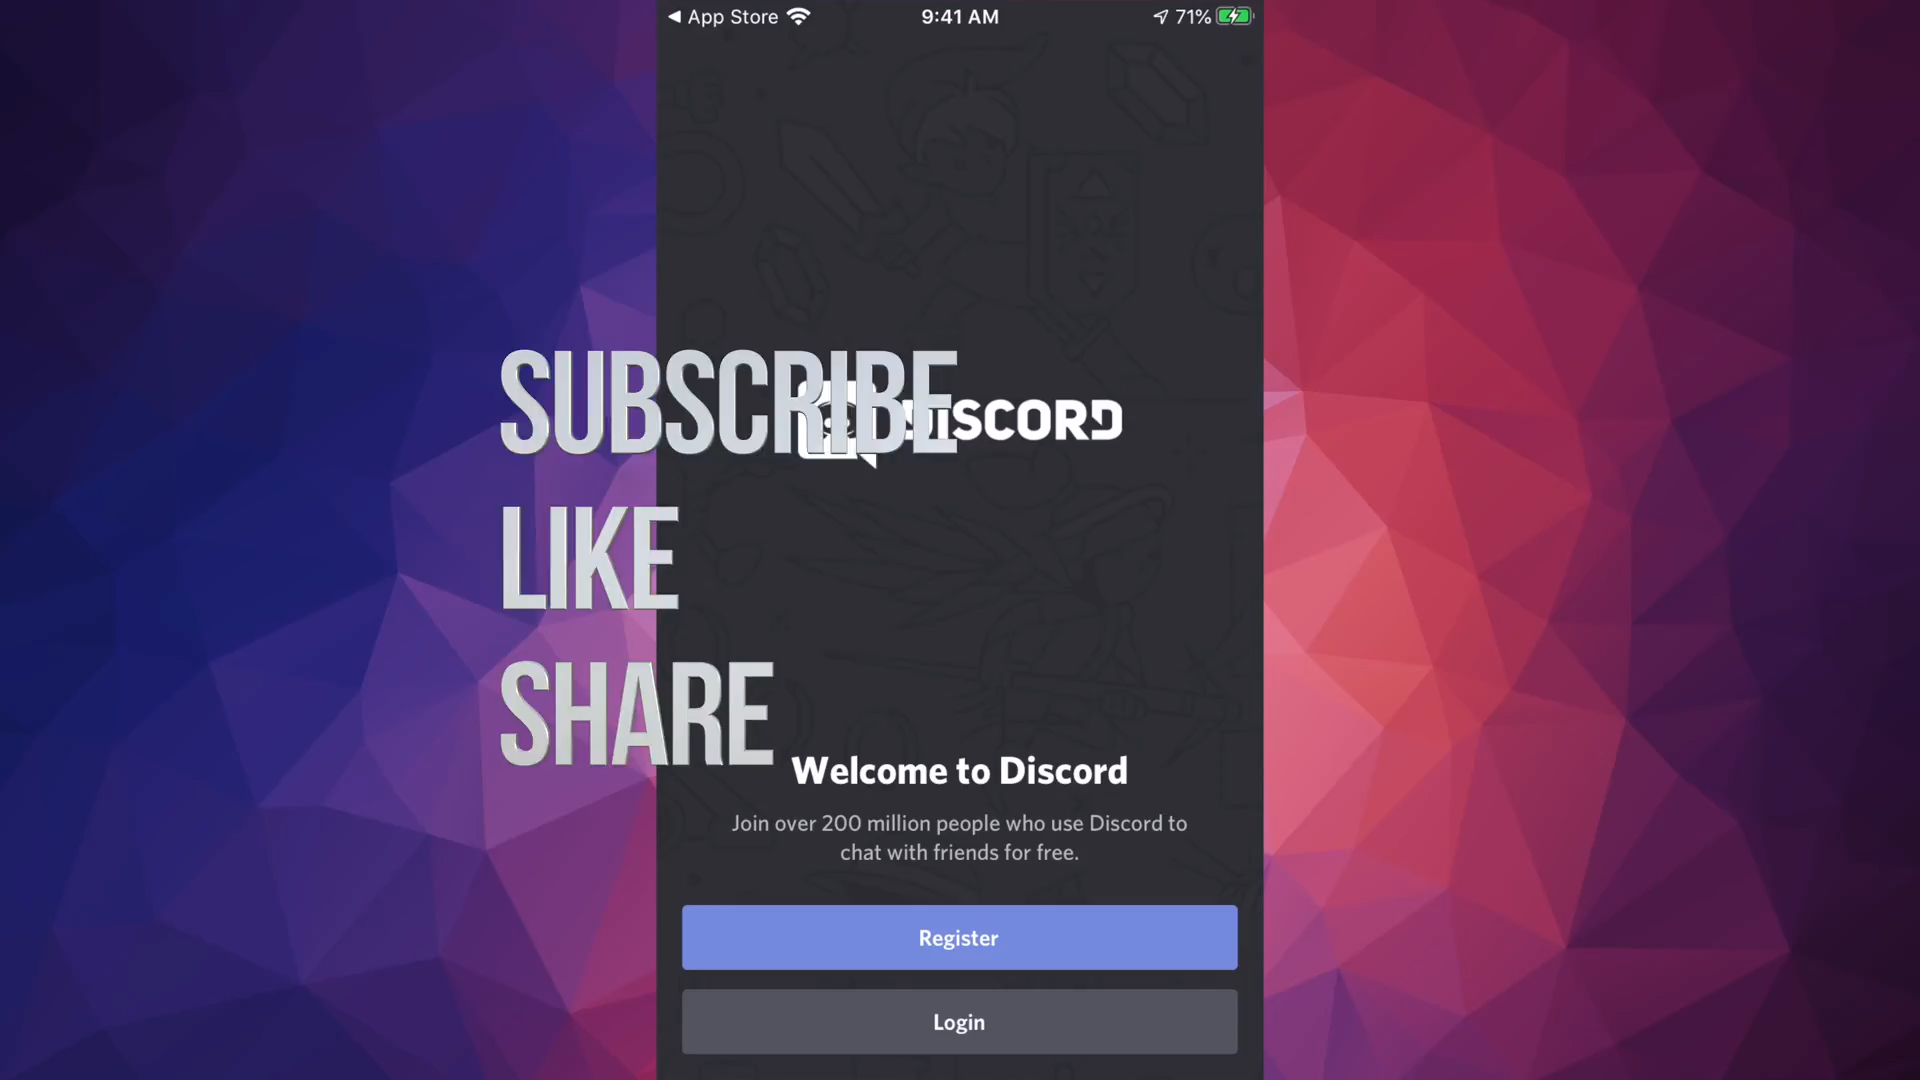 App Store
9:41 AM
71%
SUBSCRIBE
DISCORD
LIKE
SHARE
Welcome to Discord
Join over 200 million people who use Discord to
chat with friends for free.
Register
Login